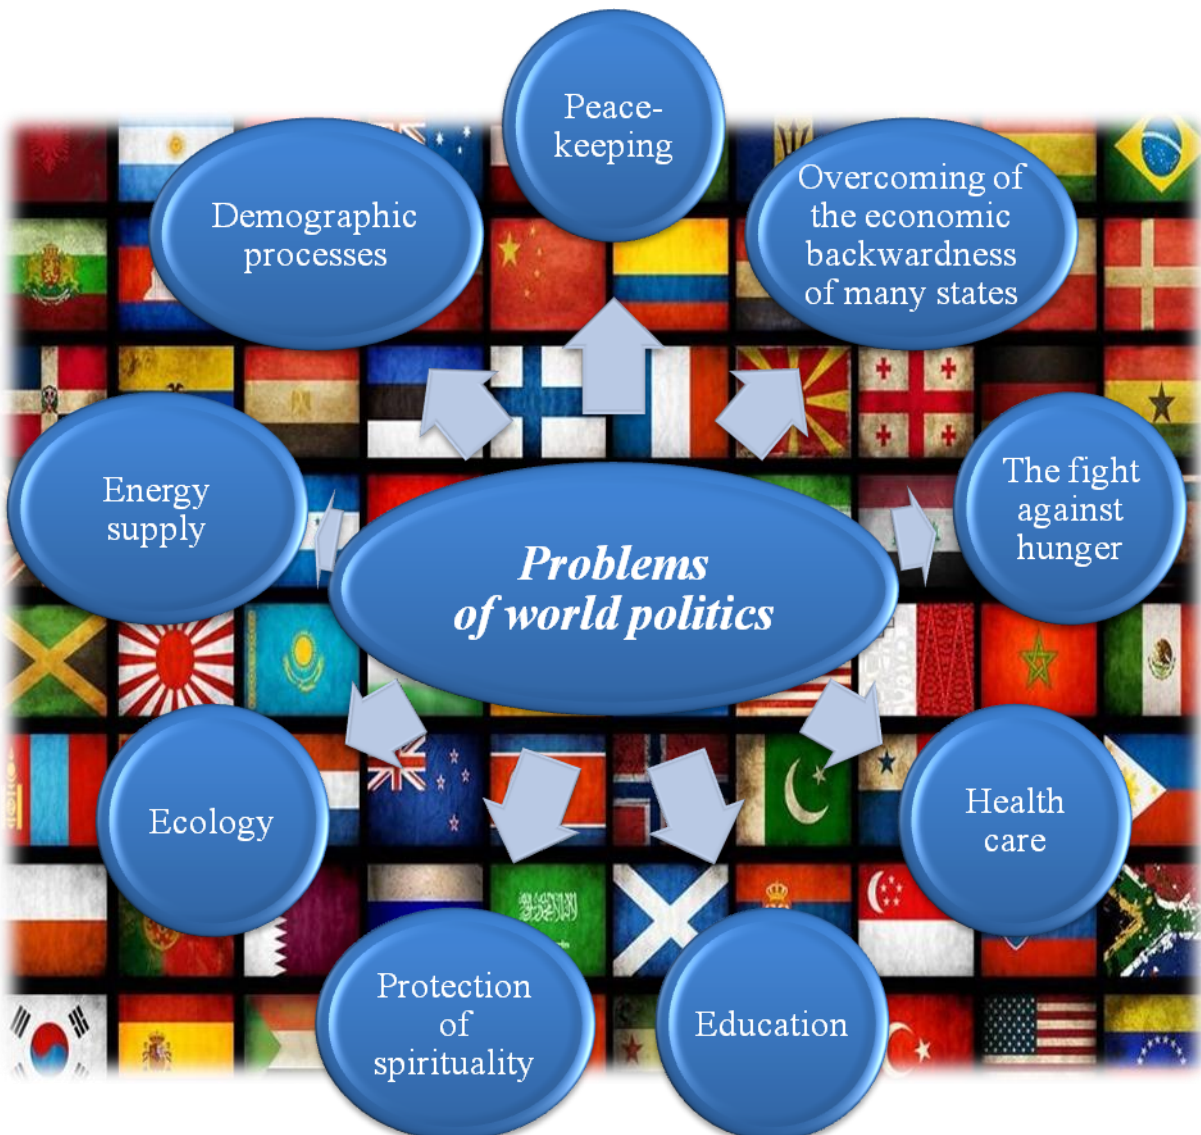 Peace-
keeping
Overcoming of
the economic
backwardness
of many states
The fight
against
hunger
Health
care
Education
Protection
of
spirituality
Ecology
Energy
supply
Demographic
processes
Problems
of world politics